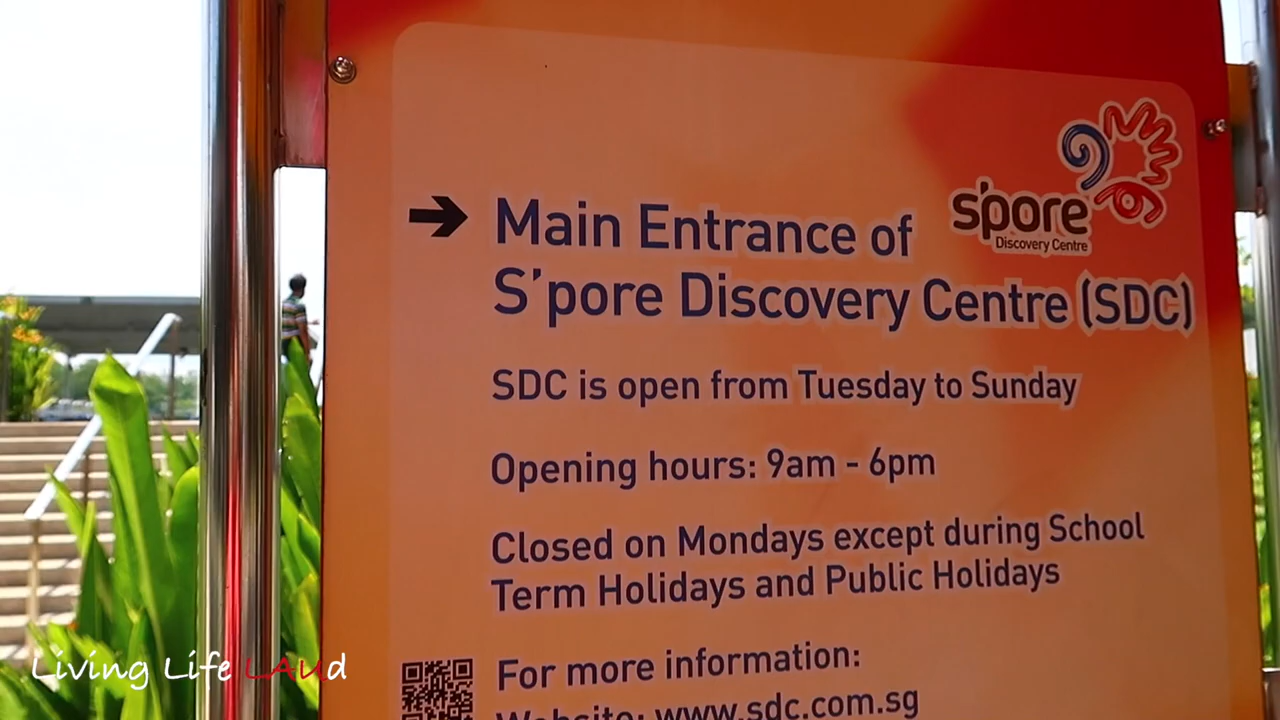 s'pore
Discovery Centre
Main Entrance of
S'pore Discovery Centre (SDC)
SDC is open from Tuesday to Sunday
Opening hours: 9am - 6pm
Closed on Mondays except during School
Term Holidays and Public Holidays
For more information:
Website: www.sdc.com.sg
Living Life LAUd